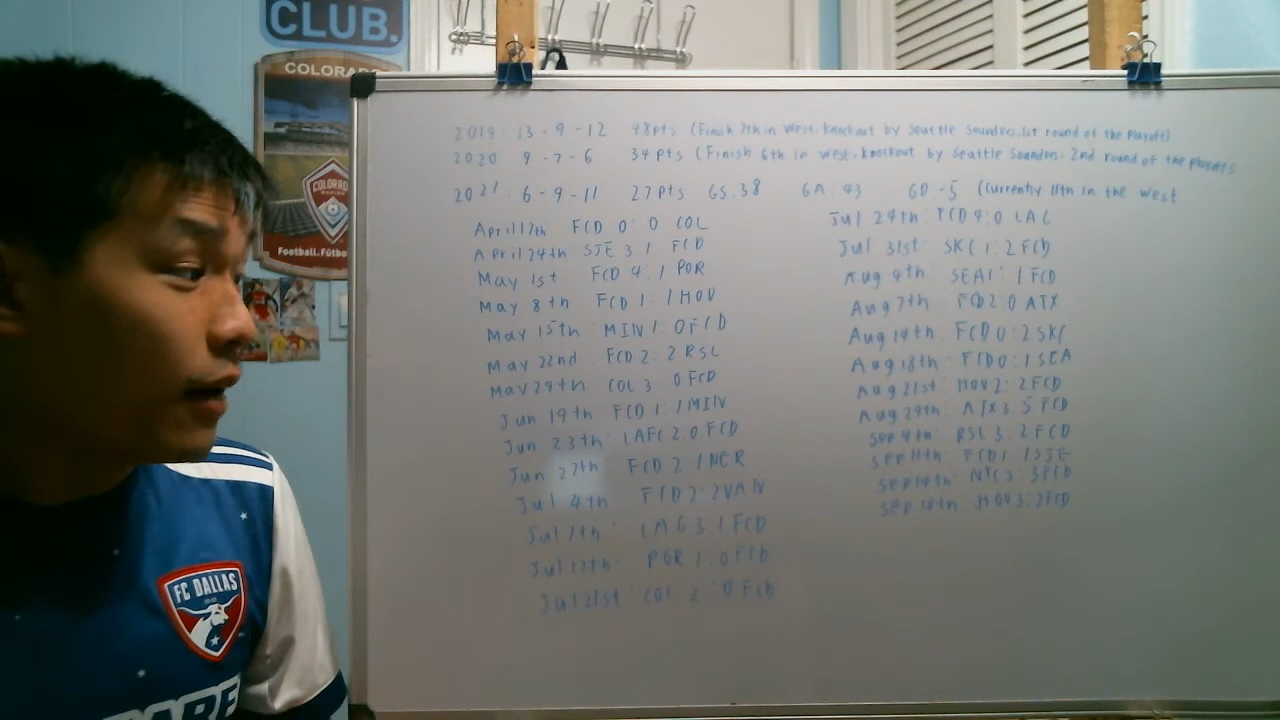 CLUB.
COLORA
COLORADO
Football.Fútbo
FC DALLAS
2019 13-9-12 48pts (Finish 7th in West. Knockout by Seattle Sounders. 1st round of the Playoff)
2020 9-7-6 34pts (Finish 6th in West. Knockout by Seattle Sounders. 2nd round of the playoffs
2021 6-9-11 27pts GS.38 GA.43 GD.-5 (Currently 11th in the West
April 17th FCD 0:0 COL
April 24th SJE 3:1 FCD
May 1st FCD 4:1 POR
May 8th FCD 1:1 HOU
May 15th MIN 1:0 FCD
May 22nd FCD 2:2 RSL
May 29th COL 3 0 FCD
Jun 19th FCD 1:1 MIN
Jun 23th LAFC 2:0 FCD
Jun 27th FCD 2:1 NER
Jul 4th FCD 2:2 VAN
Jul 7th LAG 3:1 FCD
Jul 17th POR 1:0 FCD
Jul 21st COL 2:0 FCD
Jul 24th: FCD 4:0 LAG
Jul 31st: SKC 1:2 FCD
Aug 4th SEA 1:1 FCD
Aug 7th: FCD 2:0 ATX
Aug 14th: FCD 0:2 SKC
Aug 18th: FCD 0:1 SEA
Aug 21st HOU 2:2 FCD
Aug 29th: ATX 3:5 FCD
Sep 4th: RSL 3:2 FCD
Sep 11th: FCD 1:1 SJE
Sep 14th NYC 3:3 FCD
Sep 18th HOU 3:2 FCD